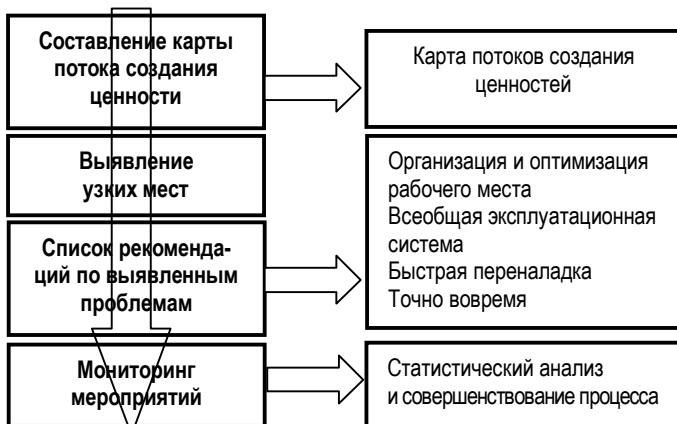 Составление карты
потока создания
ценности
Карта потоков создания
ценностей
Выявление
узких мест
Список рекоменда-
ций по выявленным
проблемам
Организация и оптимизация
рабочего места
Всеобщая эксплуатационная
система
Быстрая переналадка
Точно вовремя
Мониторинг
мероприятий
Статистический анализ
и совершенствование процесса